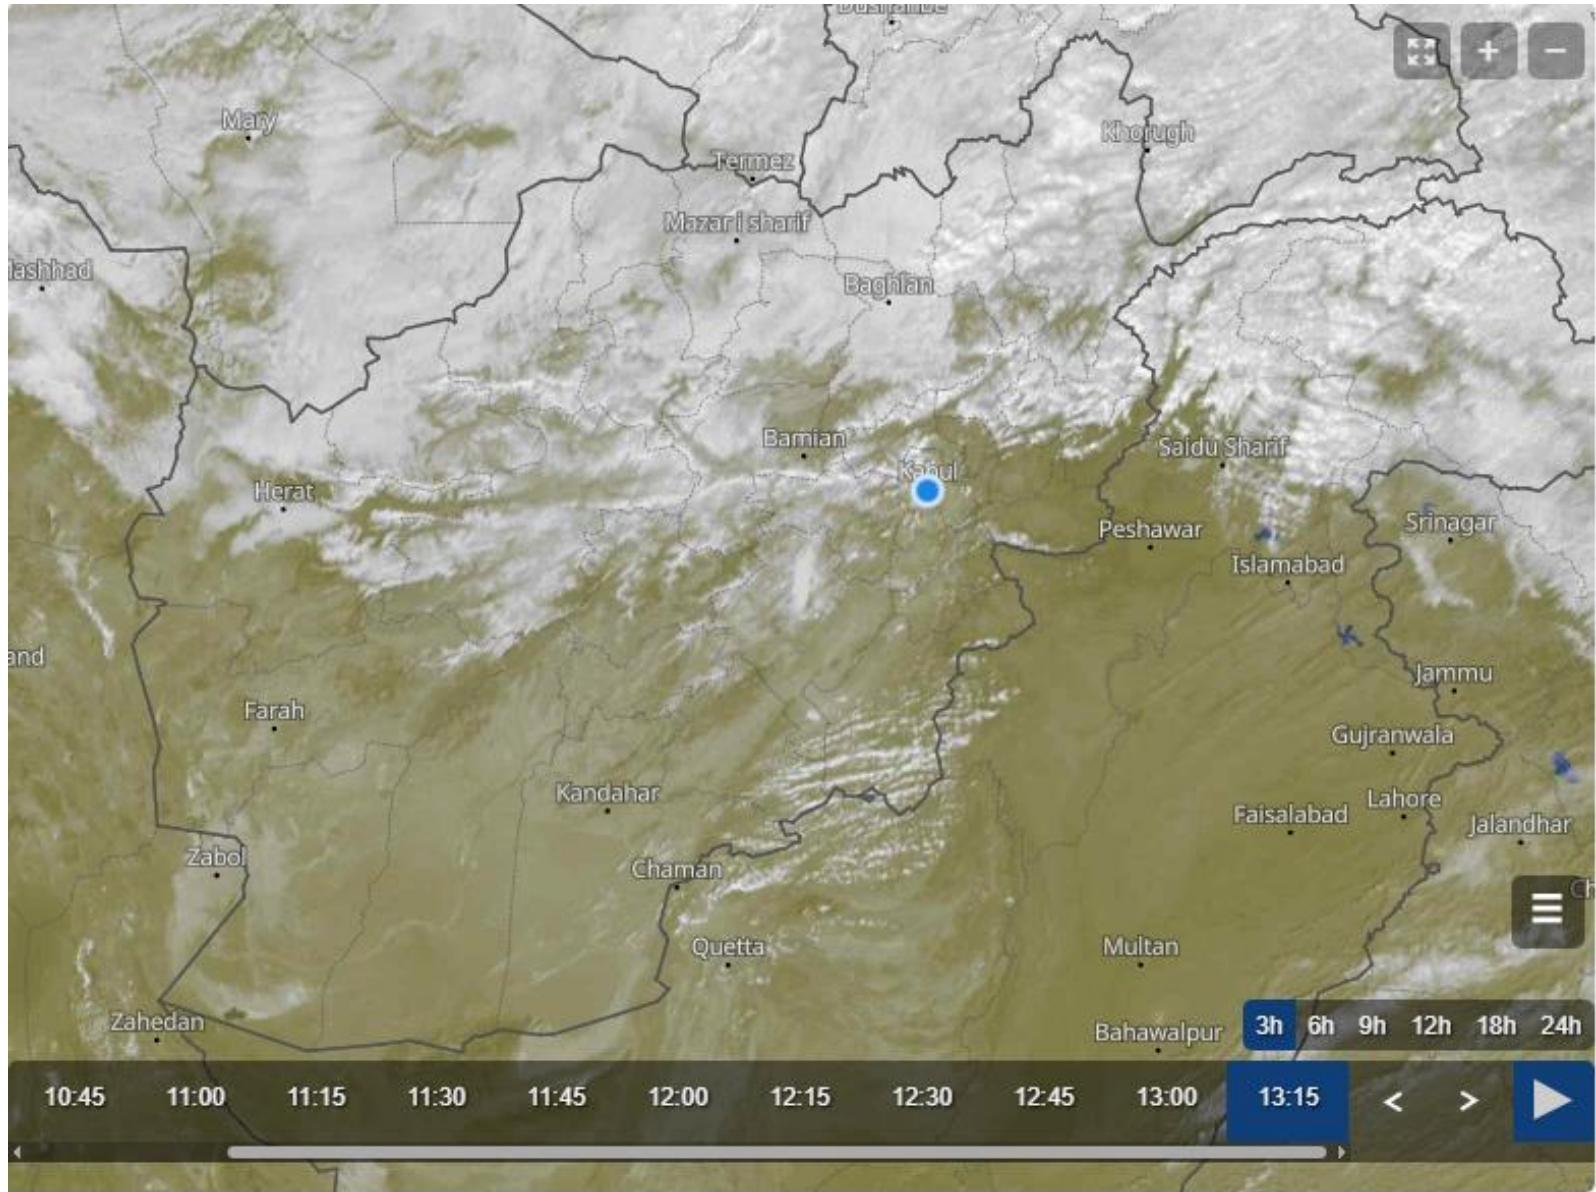 Dushanbe
Mary
Khorugh
Termez
Mazar i sharif
lashhad
Baghlan
Bamian
Saidu Sharif
Kabul
Herat
Srinagar
Peshawar
Islamabad
and
Jammu
Farah
Gujranwala
Kandahar
Lahore
Faisalabad
Jalandhar
Zabol
Chaman
Ch
Quetta
Multan
Zahedan
Bahawalpur
3h 6h 9h 12h 18h 24h
10:45 11:00 11:15 11:30 11:45 12:00 12:15 12:30 12:45 13:00 13:15 < >